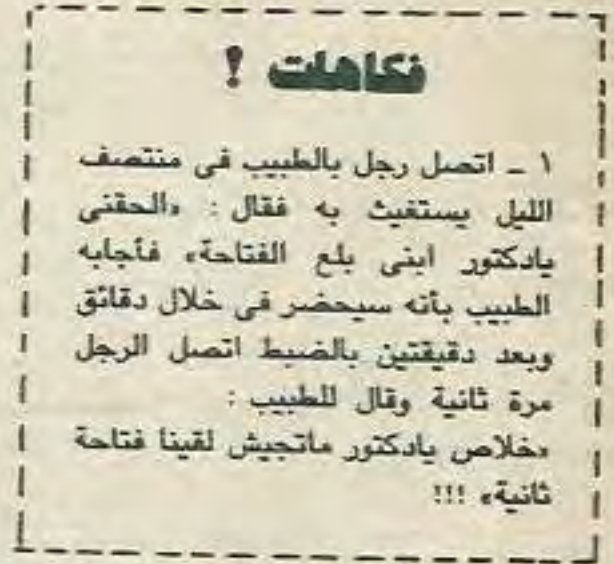 فكاهات !
١ ـ اتصل رجل بالطبيب فى منتصف
الليل يستغيث به فقال : «الحقنى
يادكتور ابنى بلع الفتاحة» فأجابه
الطبيب بأنه سيحضر فى خلال دقائق
وبعد دقيقتين بالضبط اتصل الرجل
مرة ثانية وقال للطبيب :
«خلاص يادكتور ماتجيش لقينا فتاحة
ثانية» !!!